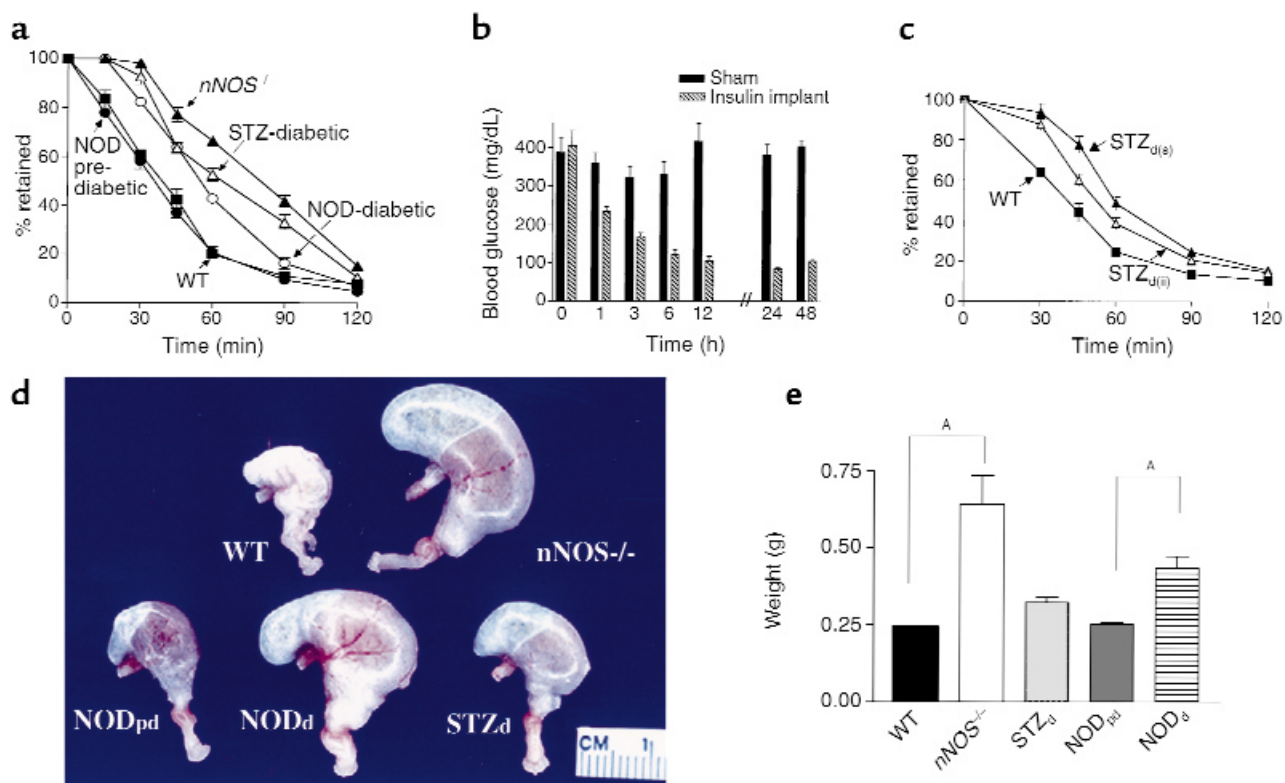 a
100
80
60
40
20
0
% retained
0 30 60 90 120
Time (min)
nNOS-/-
STZ-diabetic
NOD-diabetic
NOD
pre-
diabetic
WT
b
Sham
Insulin implant
400
300
200
100
0
Blood glucose (mg/dL)
0 1 3 6 12 // 24 48
Time (h)
c
100
80
60
40
20
% retained
0 30 60 90 120
Time (min)
STZd(s)
WT
STZd(ii)
d
WT
nNOS-/-
NODpd
NODd
STZd
CM 1
e
A
A
0.75
0.50
0.25
0.00
Weight (g)
WT
nNOS-/-
STZd
NODpd
NODd